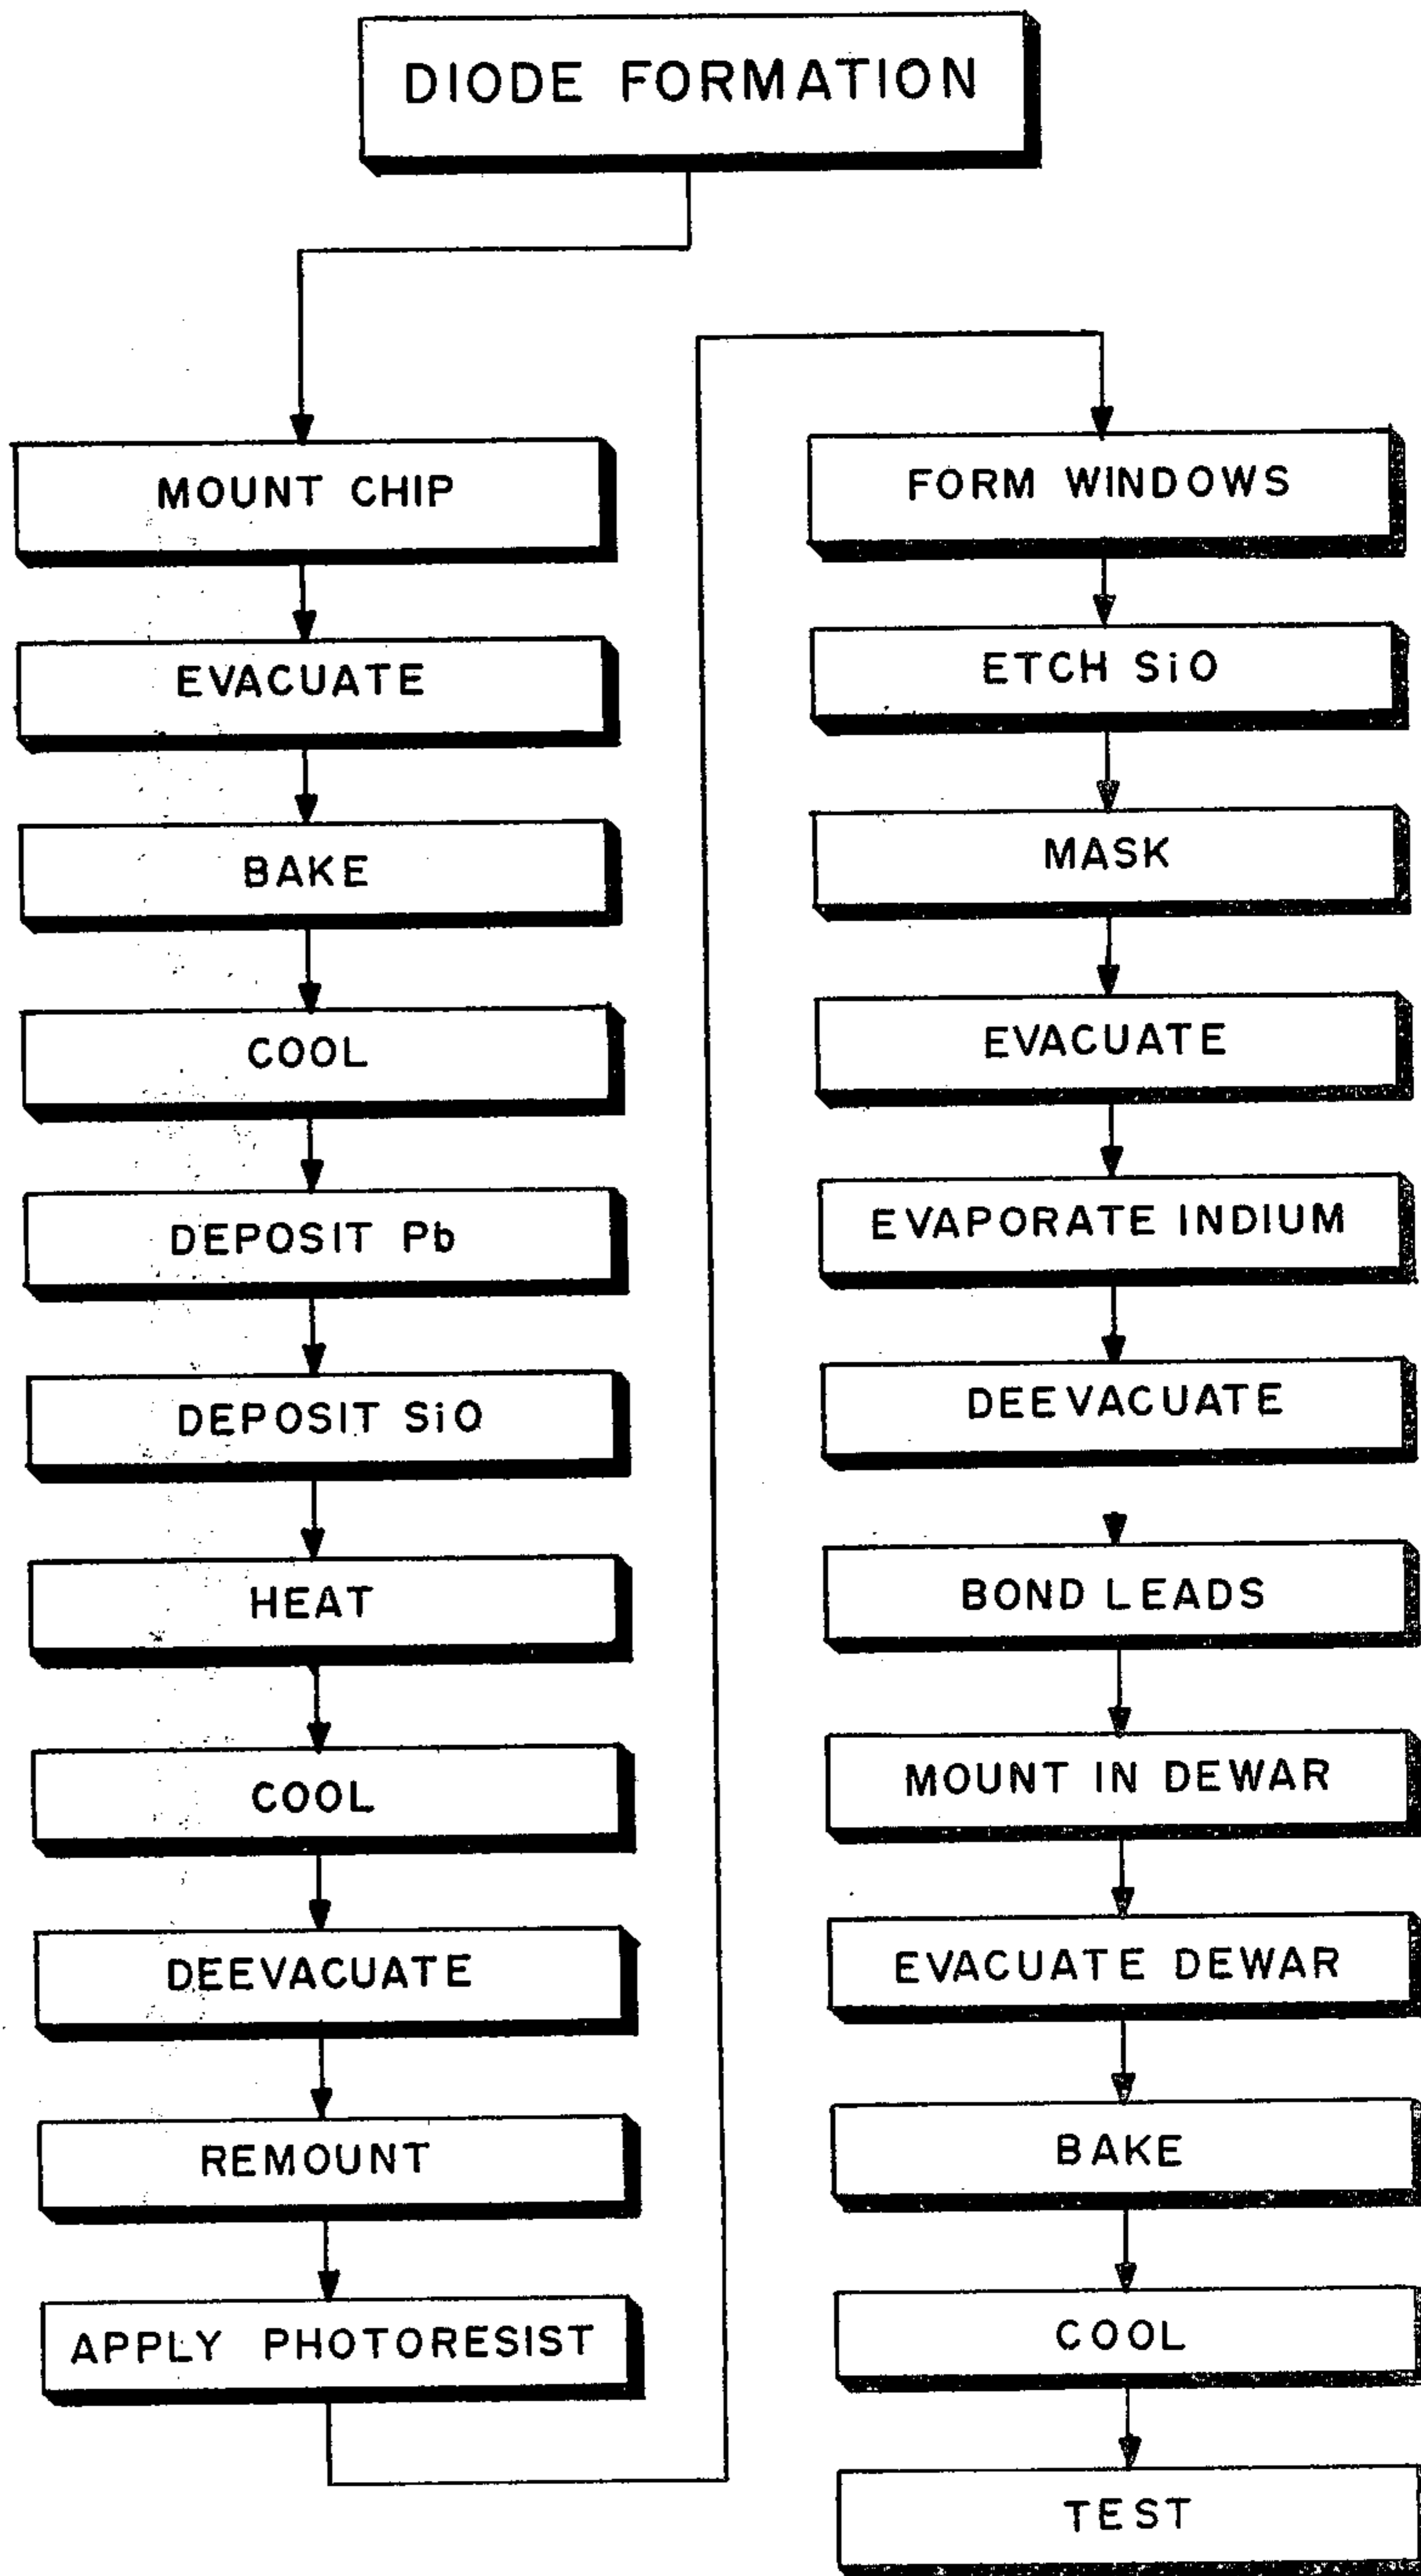 DIODE FORMATION
MOUNT CHIP
EVACUATE
BAKE
COOL
DEPOSIT Pb
DEPOSIT SiO
HEAT
COOL
DEEVACUATE
REMOUNT
APPLY PHOTORESIST
FORM WINDOWS
ETCH SiO
MASK
EVACUATE
EVAPORATE INDIUM
DEEVACUATE
BOND LEADS
MOUNT IN DEWAR
EVACUATE DEWAR
BAKE
COOL
TEST